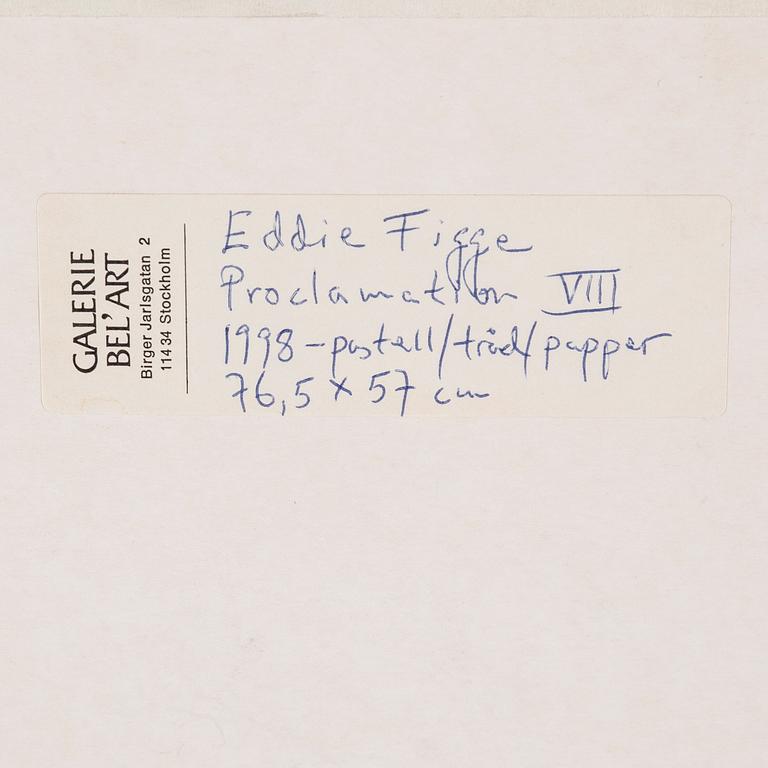 GALERIE
BEL'ART
Birger Jarlsgatan 2
114 34 Stockholm
Eddie Figge
Proclamation VIII
1998 - pastell/tråd/papper
76,5 x 57 cm